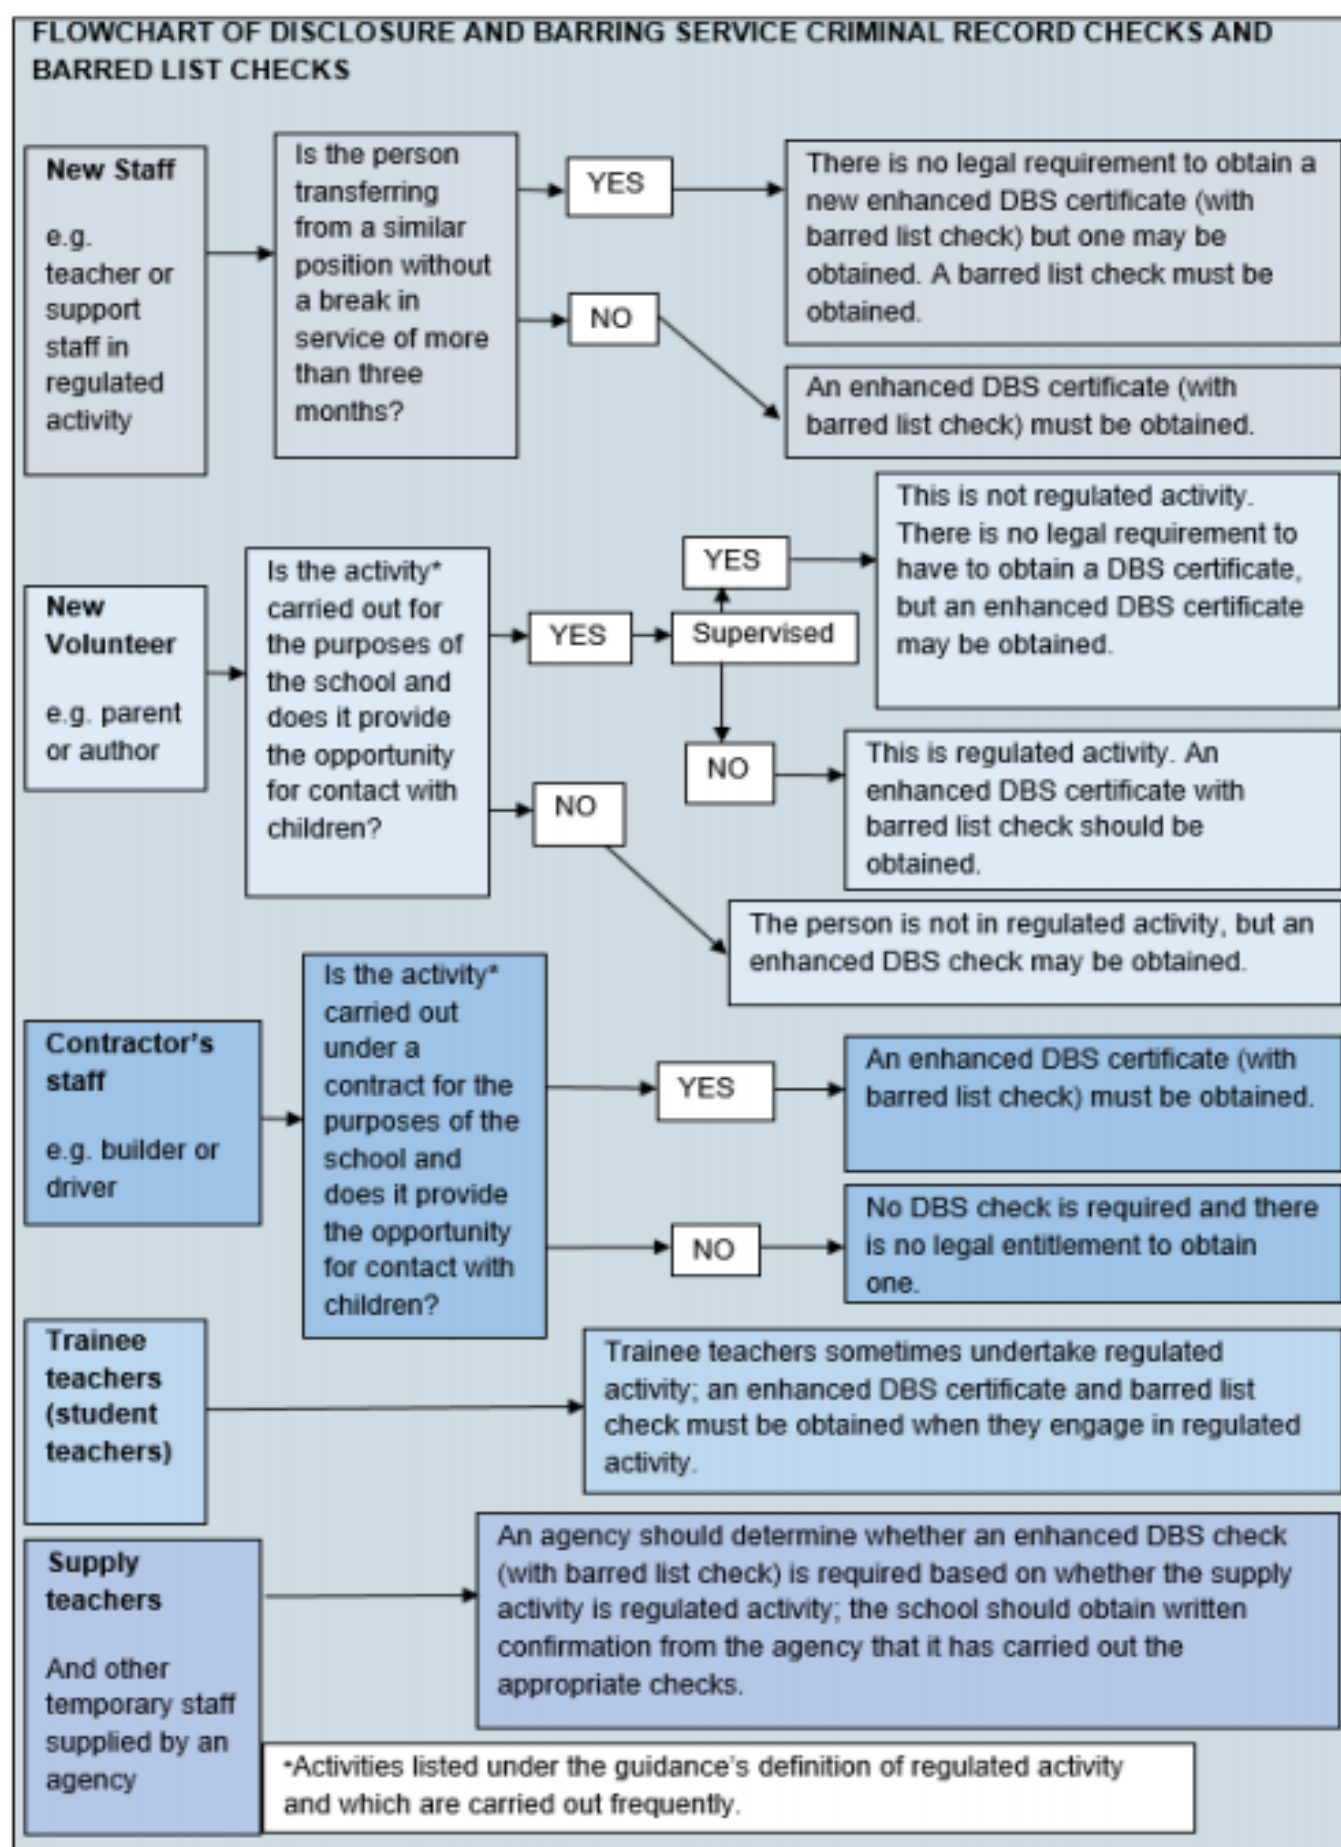 FLOWCHART OF DISCLOSURE AND BARRING SERVICE CRIMINAL RECORD CHECKS AND
BARRED LIST CHECKS
New Staff
e.g.
teacher or
support
staff in
regulated
activity
Is the person
transferring
from a similar
position without
a break in
service of more
than three
months?
YES
There is no legal requirement to obtain a
new enhanced DBS certificate (with
barred list check) but one may be
obtained. A barred list check must be
obtained.
NO
An enhanced DBS certificate (with
barred list check) must be obtained.
New
Volunteer
e.g. parent
or author
Is the activity*
carried out for
the purposes of
the school and
does it provide
the opportunity
for contact with
children?
YES
Supervised
YES
This is not regulated activity.
There is no legal requirement to
have to obtain a DBS certificate,
but an enhanced DBS certificate
may be obtained.
NO
This is regulated activity. An
enhanced DBS certificate with
barred list check should be
obtained.
NO
The person is not in regulated activity, but an
enhanced DBS check may be obtained.
Contractor's
staff
e.g. builder or
driver
Is the activity*
carried out
under a
contract for the
purposes of the
school and
does it provide
the opportunity
for contact with
children?
YES
An enhanced DBS certificate (with
barred list check) must be obtained.
NO
No DBS check is required and there
is no legal entitlement to obtain
one.
Trainee
teachers
(student
teachers)
Trainee teachers sometimes undertake regulated
activity; an enhanced DBS certificate and barred list
check must be obtained when they engage in regulated
activity.
Supply
teachers
And other
temporary staff
supplied by an
agency
An agency should determine whether an enhanced DBS check
(with barred list check) is required based on whether the supply
activity is regulated activity; the school should obtain written
confirmation from the agency that it has carried out the
appropriate checks.
*Activities listed under the guidance's definition of regulated activity
and which are carried out frequently.